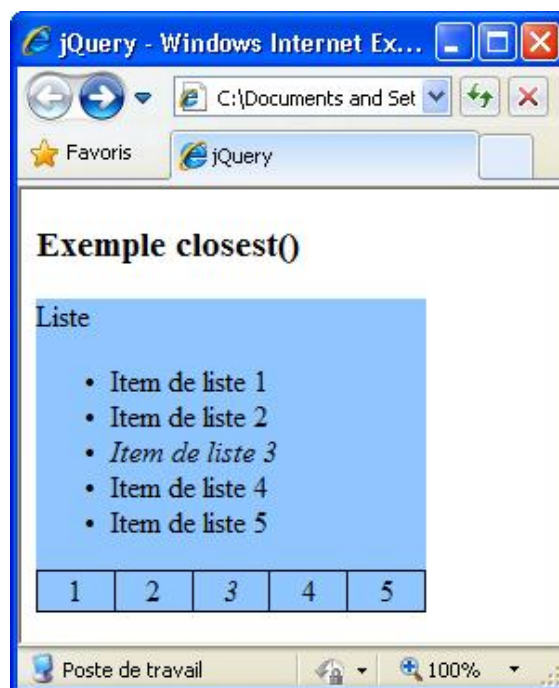 jQuery - Windows Internet Ex...
C:\Documents and Set
Favoris
jQuery
Exemple closest()
Liste
• Item de liste 1
• Item de liste 2
• Item de liste 3
• Item de liste 4
• Item de liste 5
1 2 3 4 5
Poste de travail
100%